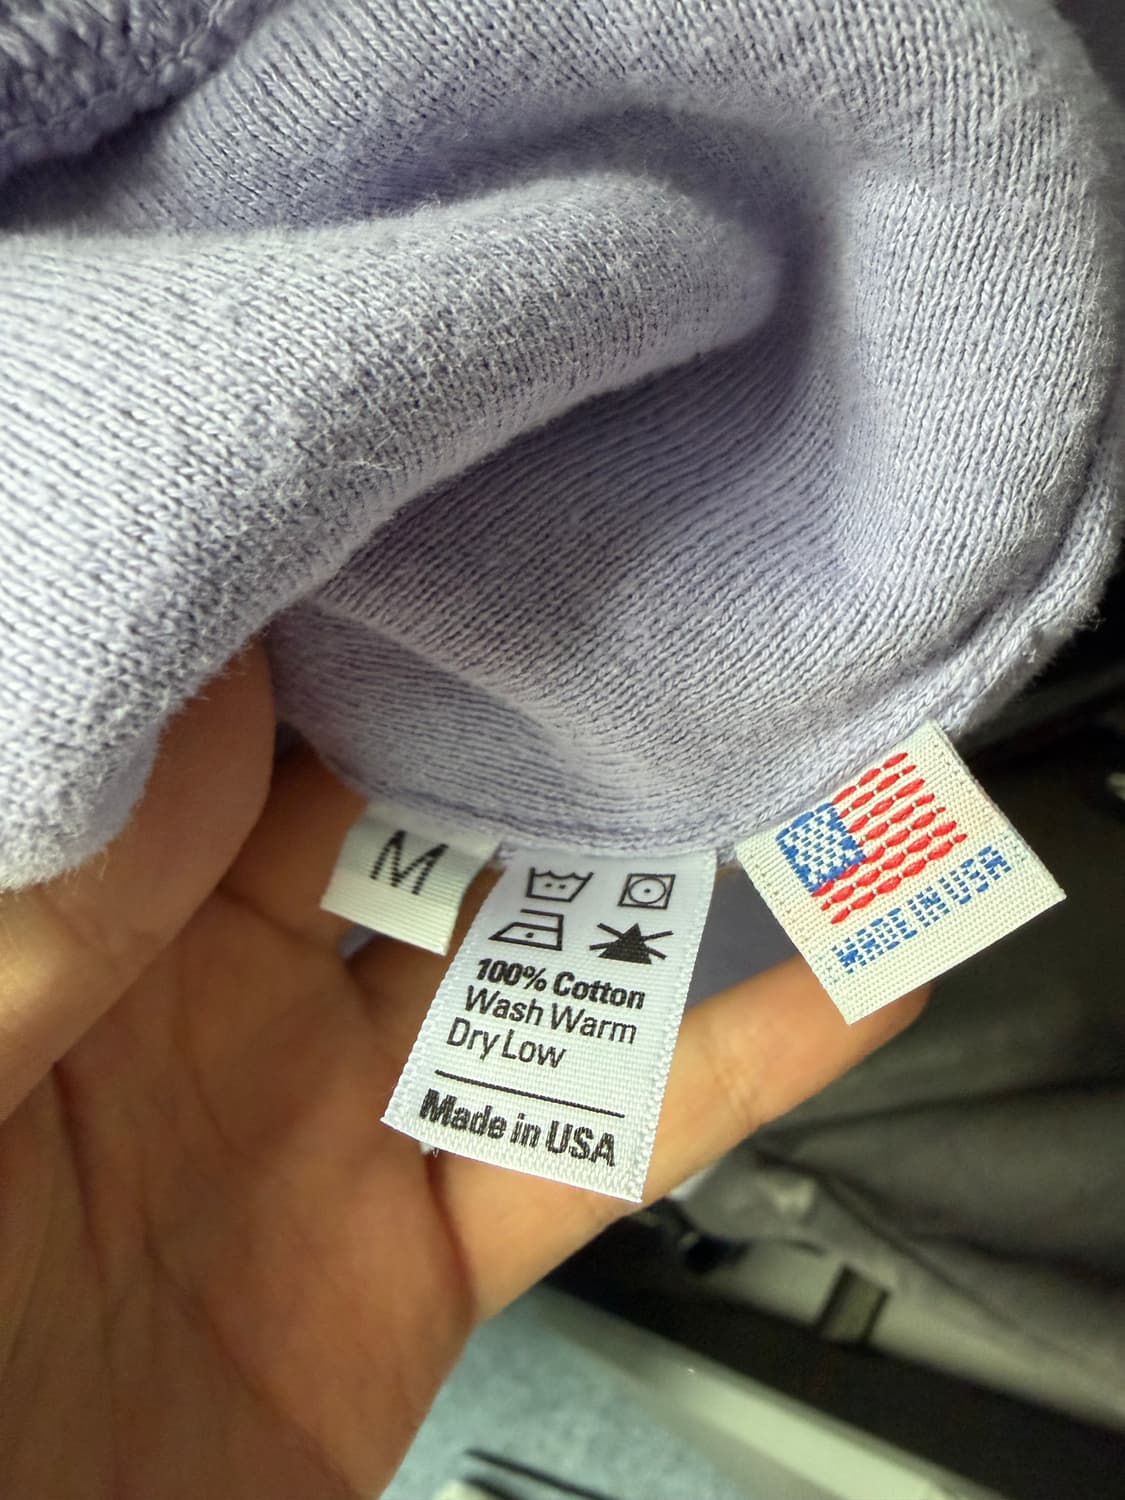 M
100% Cotton
Wash Warm
Dry Low
Made in USA
MADE IN USA